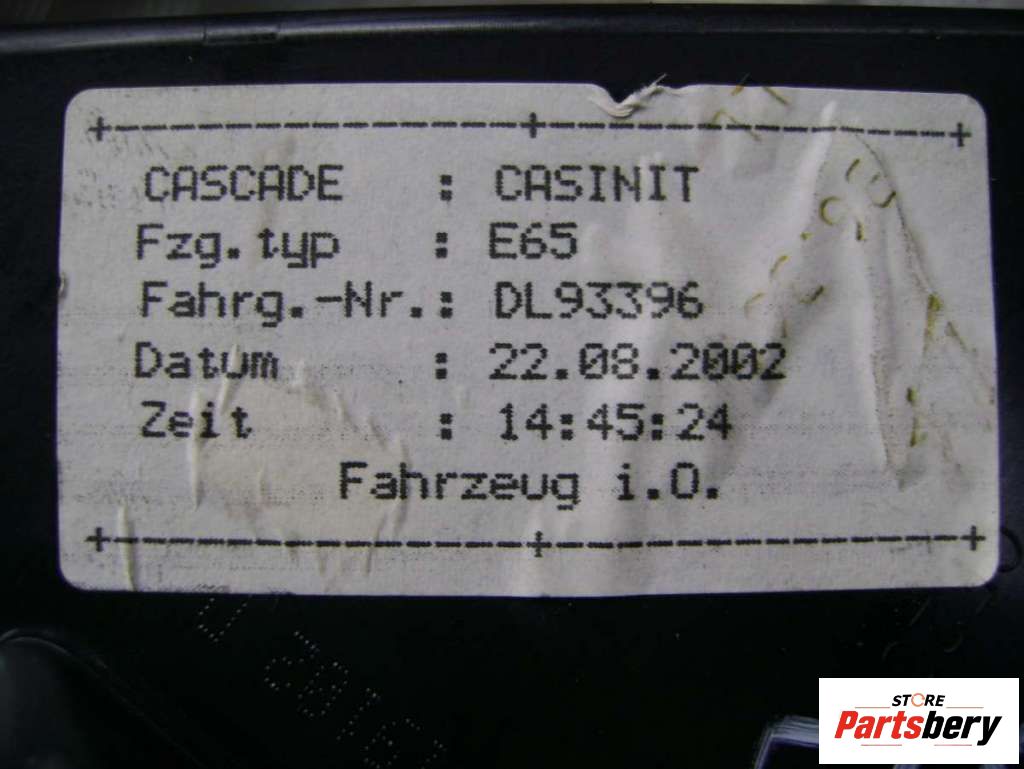 +-----------------+-----------------+
CASCADE : CASINIT
Fzg.typ : E65
Fahrg.-Nr.: DL93396
Datum : 22.08.2002
Zeit : 14:45:24
Fahrzeug i.O.
+-----------------+-----------------+
STORE
Partsbery